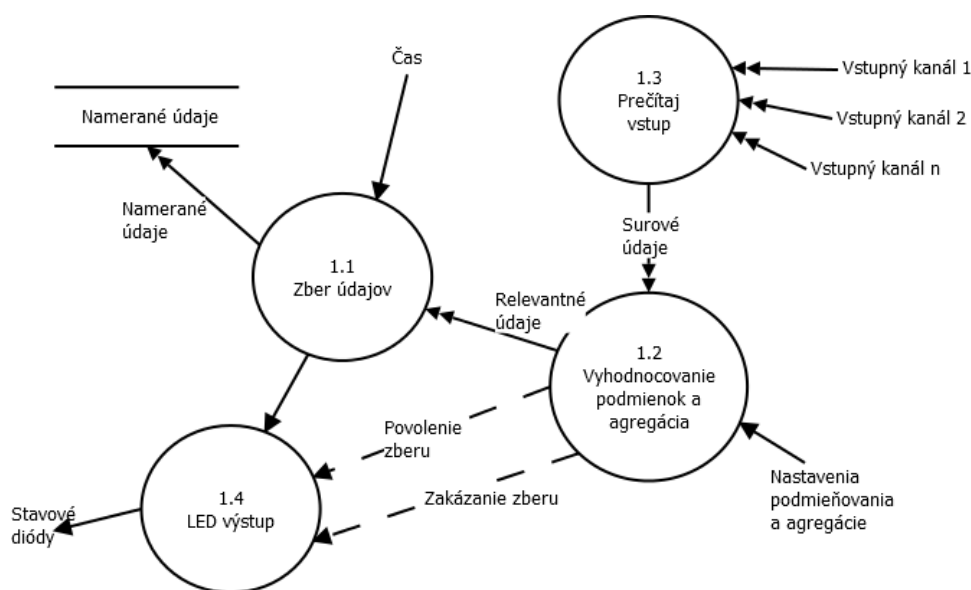 Čas
1.3
Prečítaj
vstup
Vstupný kanál 1
Vstupný kanál 2
Vstupný kanál n
Namerané údaje
Namerané
údaje
Surové
údaje
1.1
Zber údajov
Relevantné
údaje
1.2
Vyhodnocovanie
podmienok a
agregácia
Povolenie
zberu
Zakázanie zberu
Nastavenia
podmieňovania
a agregácie
1.4
LED výstup
Stavové
diódy